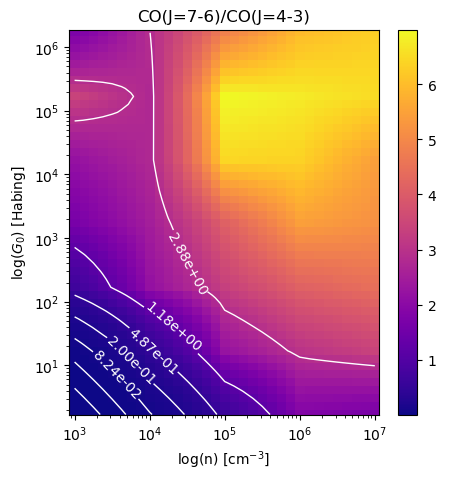 CO(J=7-6)/CO(J=4-3)
10⁶
10⁵
10⁴
10³
10²
10¹
log(G₀) [Habing]
2.88e+00
1.18e+00
4.87e-01
2.00e-01
8.24e-02
10³ 10⁴ 10⁵ 10⁶ 10⁷
log(n) [cm⁻³]
6
5
4
3
2
1